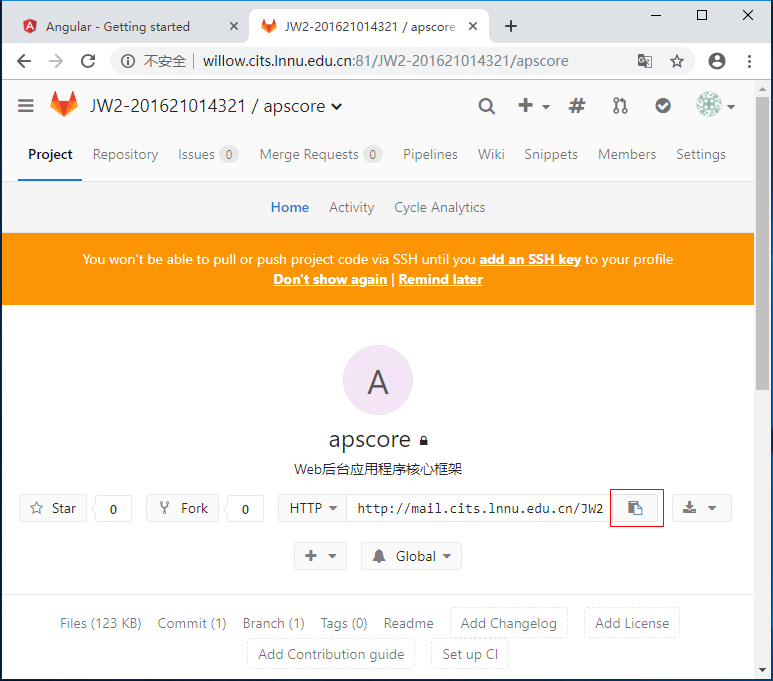 Angular - Getting started
JW2-201621014321 / apscore
不安全 willow.cits.lnnu.edu.cn:81/JW2-201621014321/apscore
JW2-201621014321 / apscore
Project Repository Issues 0 Merge Requests 0 Pipelines Wiki Snippets Members Settings
Home Activity Cycle Analytics
You won't be able to pull or push project code via SSH until you add an SSH key to your profile
Don't show again | Remind later
A
apscore
Web后台应用程序核心框架
Star 0 Fork 0 HTTP http://mail.cits.lnnu.edu.cn/JW2
Global
Files (123 KB) Commit (1) Branch (1) Tags (0) Readme Add Changelog Add License
Add Contribution guide Set up CI